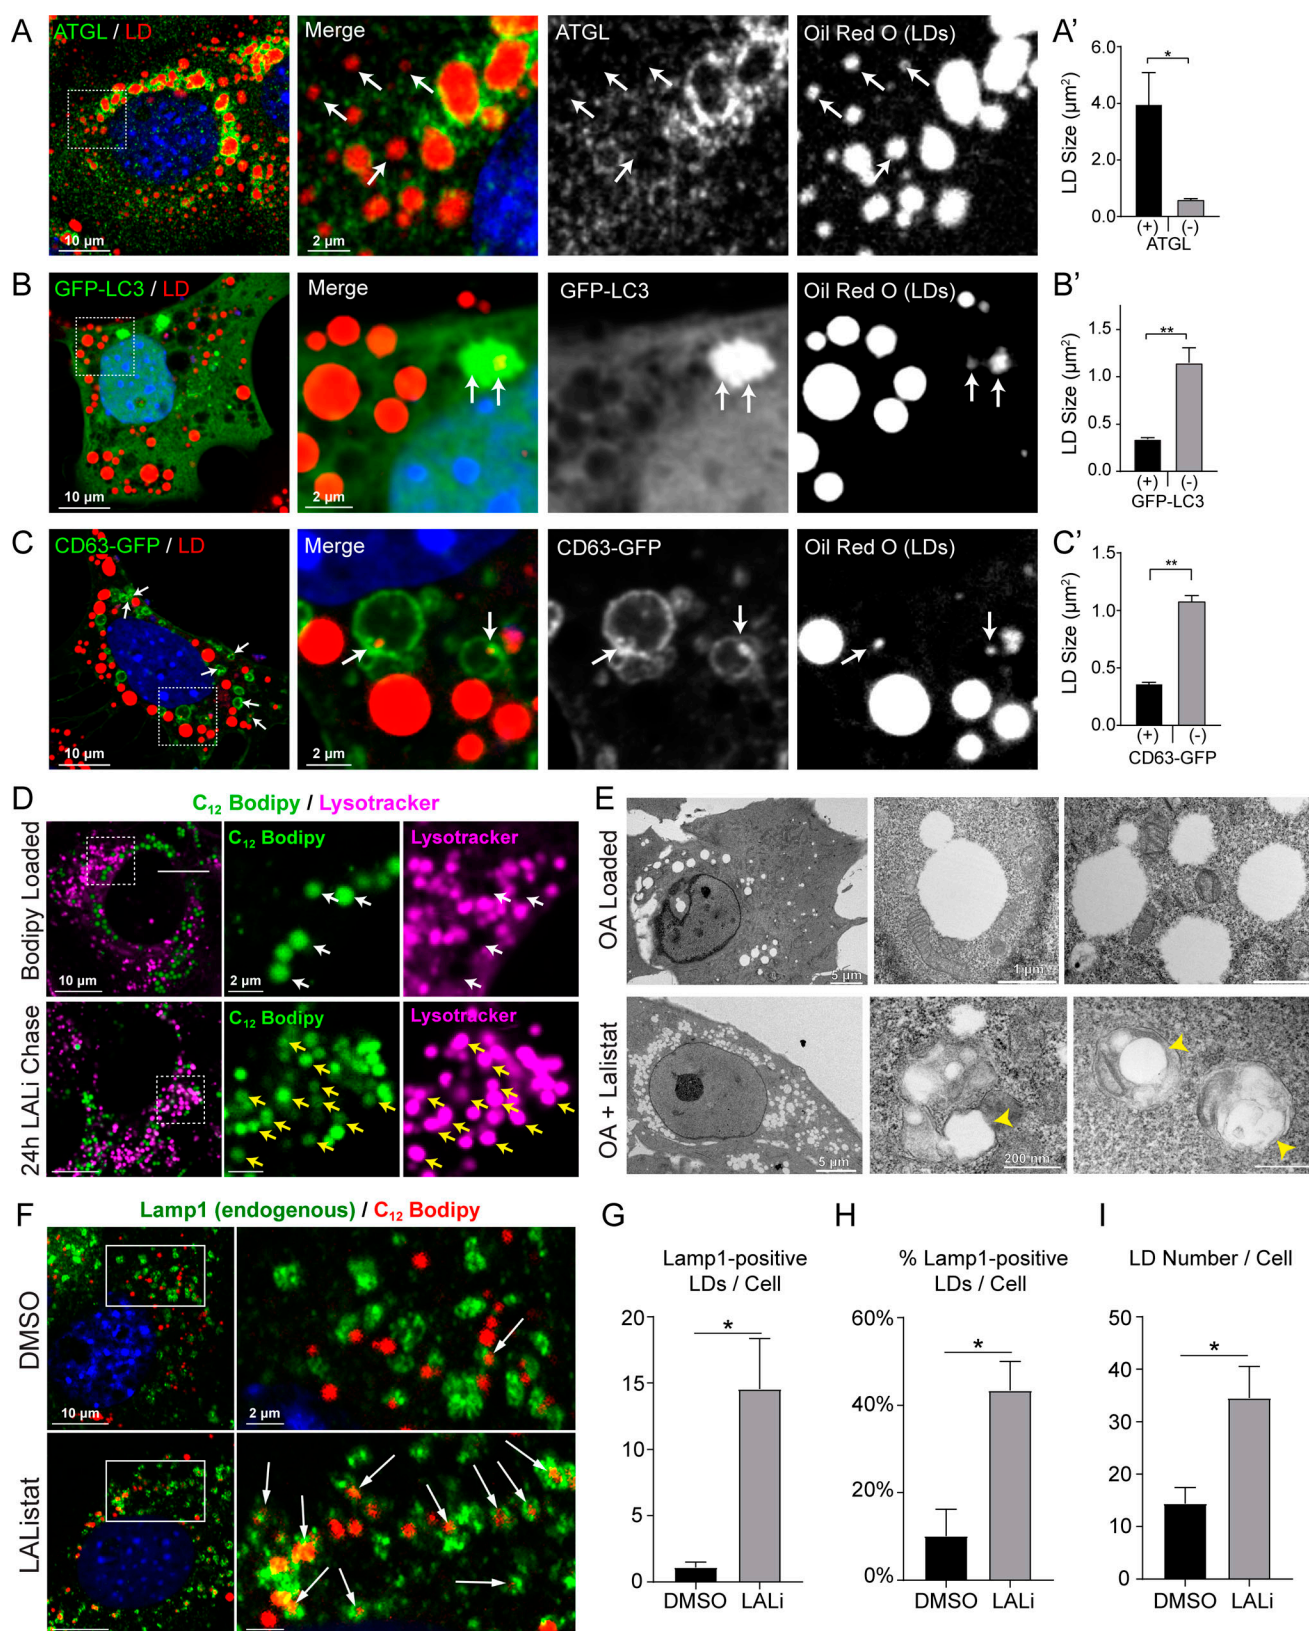 A
ATGL / LD
Merge
ATGL
Oil Red O (LDs)
10 µm
2 µm
A'
LD Size (µm²)
6.0
4.0
2.0
0.0
*
(+) (-)
ATGL
B
GFP-LC3 / LD
Merge
GFP-LC3
Oil Red O (LDs)
10 µm
2 µm
B'
LD Size (µm²)
1.5
1.0
0.5
0.0
**
(+) (-)
GFP-LC3
C
CD63-GFP / LD
Merge
CD63-GFP
Oil Red O (LDs)
10 µm
2 µm
C'
LD Size (µm²)
1.5
1.0
0.5
0.0
**
(+) (-)
CD63-GFP
D
C₁₂ Bodipy / Lysotracker
Bodipy Loaded
C₁₂ Bodipy
Lysotracker
10 µm
2 µm
24h LALi Chase
C₁₂ Bodipy
Lysotracker
E
OA Loaded
5 µm
1 µm
OA + Lalistat
5 µm
200 nm
F
Lamp1 (endogenous) / C₁₂ Bodipy
DMSO
10 µm
2 µm
LAListat
G
Lamp1-positive
LDs / Cell
20
15
10
5
0
*
DMSO LALi
H
% Lamp1-positive
LDs / Cell
60%
40%
20%
0%
*
DMSO LALi
I
LD Number / Cell
50
40
30
20
10
0
*
DMSO LALi